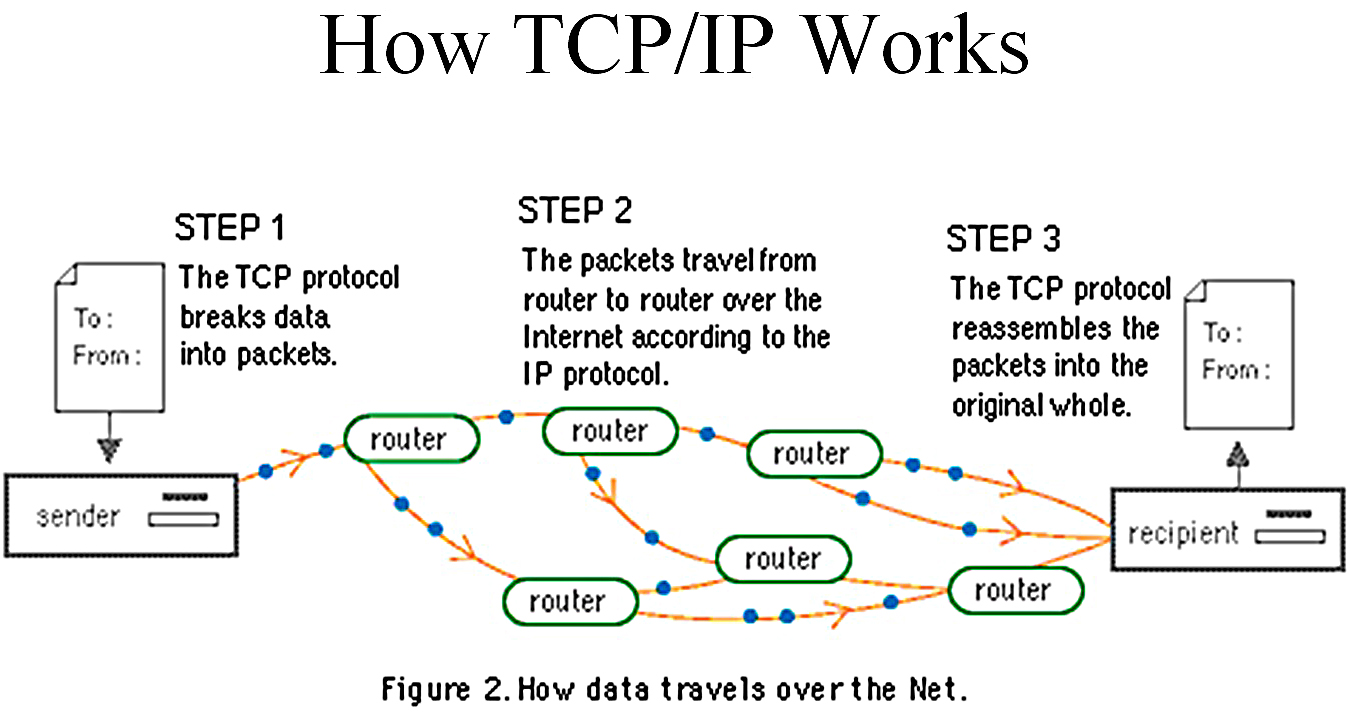 How TCP/IP Works
STEP 1
The TCP protocol
breaks data
into packets.
To:
From:
STEP 2
The packets travel from
router to router over the
Internet according to the
IP protocol.
STEP 3
The TCP protocol
reassembles the
packets into the
original whole.
To:
From:
router
router
router
sender
recipient
router
router
router
Figure 2. How data travels over the Net.